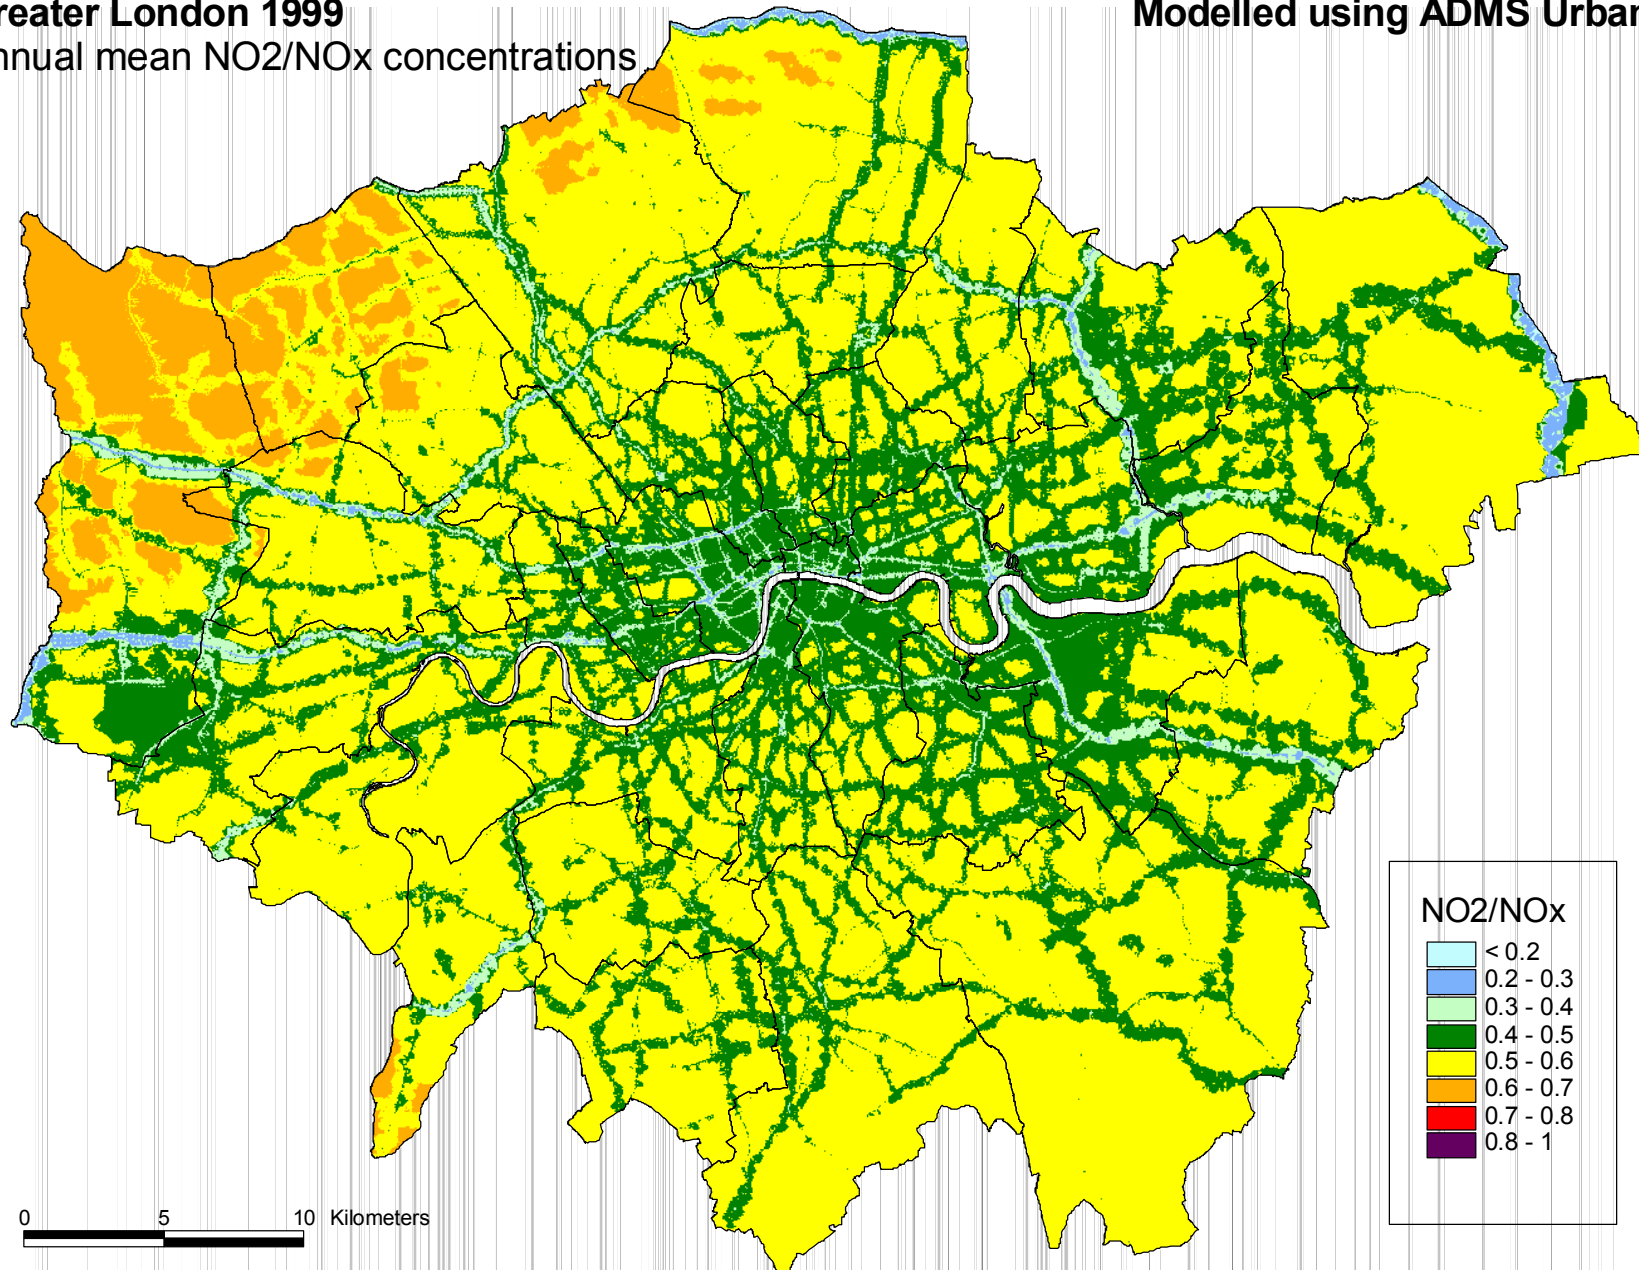 reater London 1999
Modelled using ADMS Urban
nnual mean NO2/NOx concentrations
NO2/NOx
< 0.2
0.2 - 0.3
0.3 - 0.4
0.4 - 0.5
0.5 - 0.6
0.6 - 0.7
0.7 - 0.8
0.8 - 1
0 5 10 Kilometers